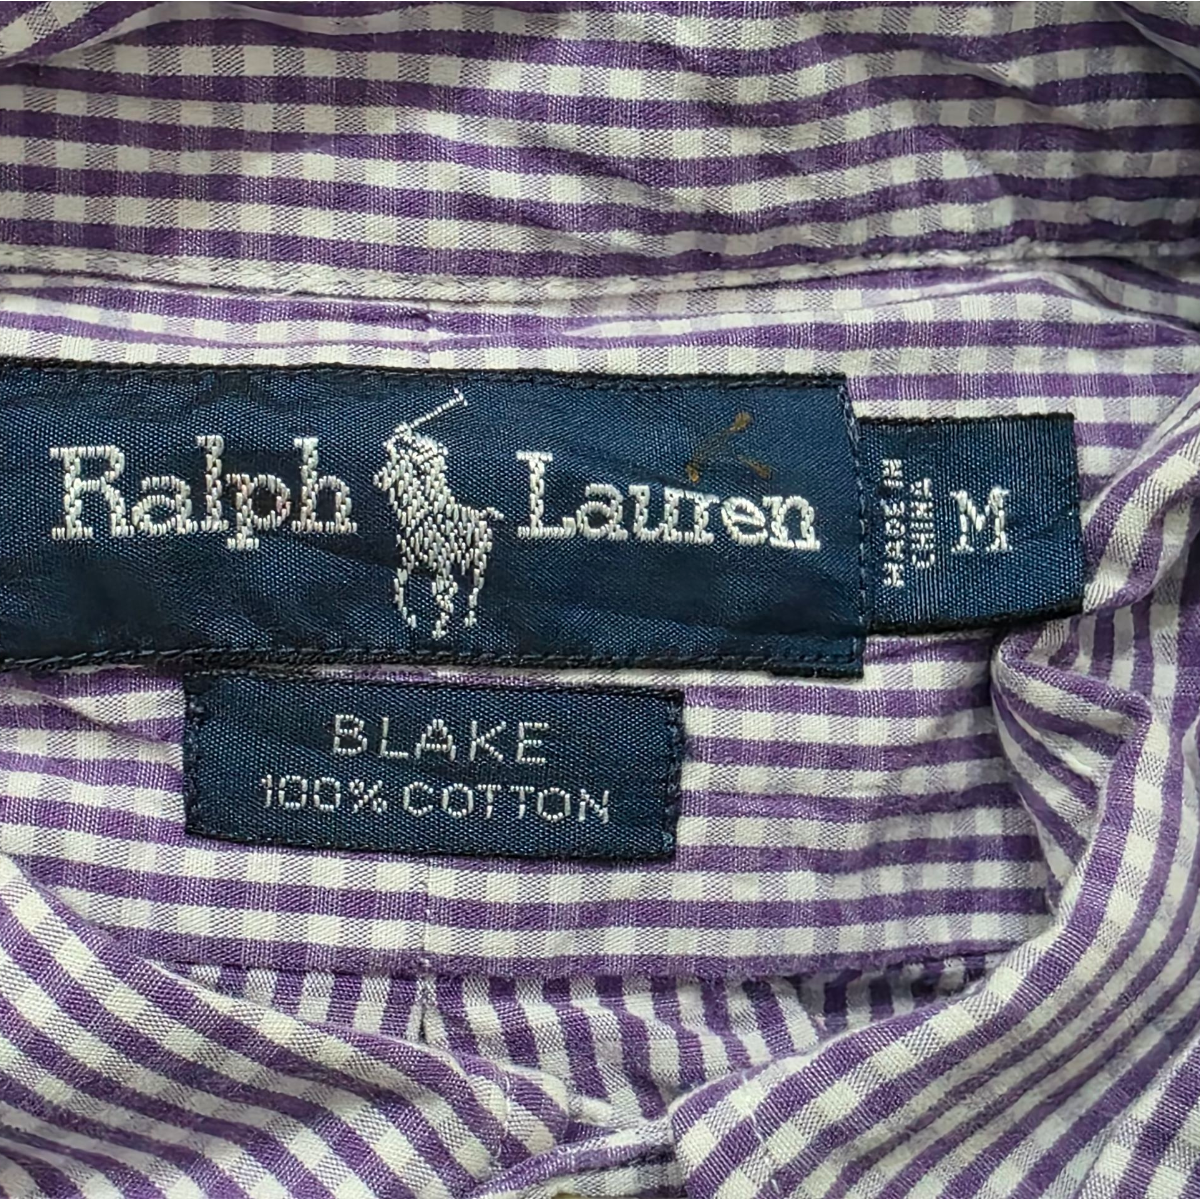 Ralph Lauren
MADE IN
CHINA
M
BLAKE
100% COTTON